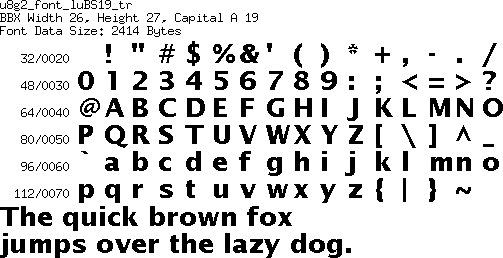 u8g2_font_luBS19_tr
BBX Width 26, Height 27, Capital A 19
Font Data Size: 2414 Bytes
32/0020 ! " # $ % & ' ( ) * + , - . /
48/0030 0 1 2 3 4 5 6 7 8 9 : ; < = > ?
64/0040 @ A B C D E F G H I J K L M N O
80/0050 P Q R S T U V W X Y Z [ \ ] ^ _
96/0060 ` a b c d e f g h i j k l m n o
112/0070 p q r s t u v w x y z { | } ~
The quick brown fox
jumps over the lazy dog.